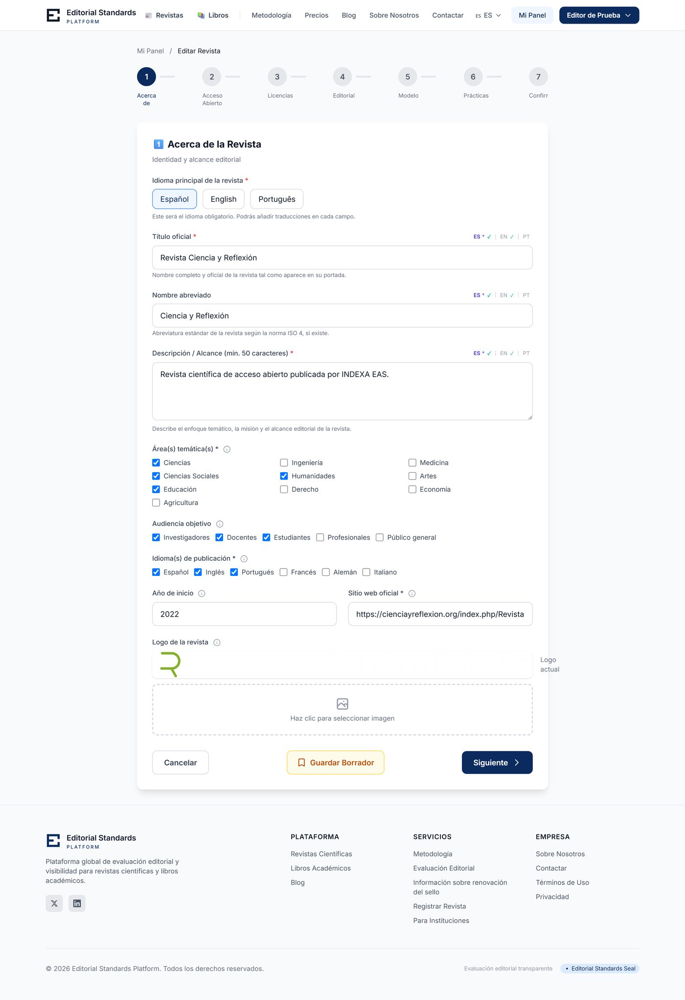 Editorial Standards
PLATFORM
Revistas
Libros
Metodología
Precios
Blog
Sobre Nosotros
Contactar
ES ES
Mi Panel
Editor de Prueba
Mi Panel / Editar Revista
1
2
3
4
5
6
7
Acerca de
Acceso Abierto
Licencias
Editorial
Modelo
Prácticas
1 Acerca de la Revista
Identidad y alcance editorial
Idioma principal de la revista *
Español
English
Português
Este será el idioma obligatorio. Podrás añadir traducciones en cada campo.
Título oficial *
ES * ✓ | EN ✓ | PT
Revista Ciencia y Reflexión
Nombre completo y oficial de la revista tal como aparece en su portada.
Nombre abreviado
ES * ✓ | EN ✓ | PT
Ciencia y Reflexión
Abreviatura estándar de la revista según la norma ISO 4, si existe.
Descripción / Alcance (mín. 50 caracteres) *
ES * ✓ | EN ✓ | PT
Revista científica de acceso abierto publicada por INDEXA EAS.
Describe el enfoque temático, la misión y el alcance editorial de la revista.
Área(s) temática(s) *
Ciencias
Ingeniería
Medicina
Ciencias Sociales
Humanidades
Artes
Educación
Derecho
Economía
Agricultura
Audiencia objetivo
Investigadores
Docentes
Estudiantes
Profesionales
Público general
Idioma(s) de publicación *
Español
Inglés
Portugués
Francés
Alemán
Italiano
Año de inicio
Sitio web oficial *
2022
https://cienciayreflexion.org/index.php/Revista
Logo de la revista
Logo actual
Haz clic para seleccionar imagen
Cancelar
Guardar Borrador
Siguiente
Editorial Standards
PLATFORM
Plataforma global de evaluación editorial y
visibilidad para revistas científicas y libros
académicos.
PLATAFORMA
Revistas Científicas
Libros Académicos
Blog
SERVICIOS
Metodología
Evaluación Editorial
Información sobre renovación
del sello
Registrar Revista
Para Instituciones
EMPRESA
Sobre Nosotros
Contactar
Términos de Uso
Privacidad
© 2026 Editorial Standards Platform. Todos los derechos reservados.
Evaluación editorial transparente
• Editorial Standards Seal